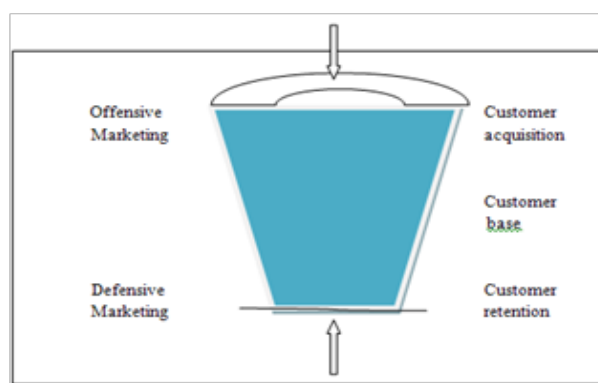 Offensive
Marketing
Customer
acquisition
Customer
base
Defensive
Marketing
Customer
retention